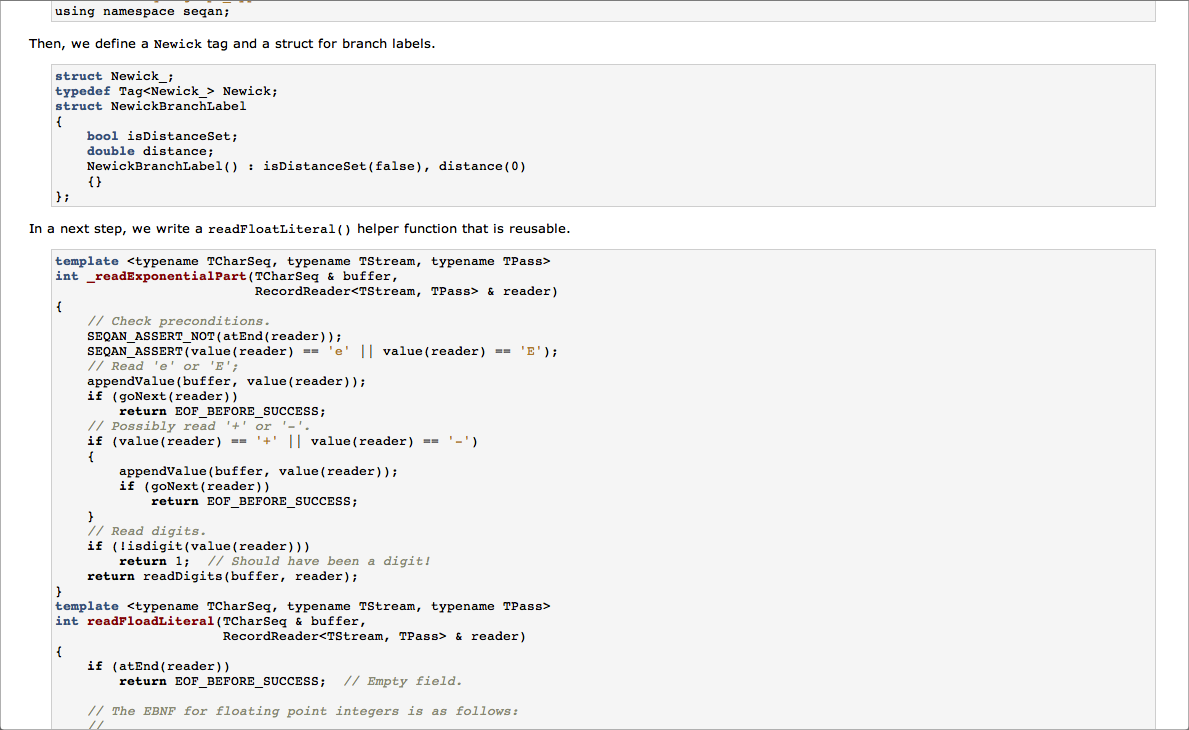 using namespace seqan;
Then, we define a Newick tag and a struct for branch labels.
struct Newick_;
typedef Tag<Newick_> Newick;
struct NewickBranchLabel
{
    bool isDistanceSet;
    double distance;
    NewickBranchLabel() : isDistanceSet(false), distance(0)
    {}
};
In a next step, we write a readFloatLiteral() helper function that is reusable.
template <typename TCharSeq, typename TStream, typename TPass>
int _readExponentialPart(TCharSeq & buffer,
                         RecordReader<TStream, TPass> & reader)
{
    // Check preconditions.
    SEQAN_ASSERT_NOT(atEnd(reader));
    SEQAN_ASSERT(value(reader) == 'e' || value(reader) == 'E');
    // Read 'e' or 'E';
    appendValue(buffer, value(reader));
    if (goNext(reader))
        return EOF_BEFORE_SUCCESS;
    // Possibly read '+' or '-'.
    if (value(reader) == '+' || value(reader) == '-')
    {
        appendValue(buffer, value(reader));
        if (goNext(reader))
            return EOF_BEFORE_SUCCESS;
    }
    // Read digits.
    if (!isdigit(value(reader)))
        return 1;  // Should have been a digit!
    return readDigits(buffer, reader);
}
template <typename TCharSeq, typename TStream, typename TPass>
int readFloadLiteral(TCharSeq & buffer,
                     RecordReader<TStream, TPass> & reader)
{
    if (atEnd(reader))
        return EOF_BEFORE_SUCCESS;  // Empty field.
    // The EBNF for floating point integers is as follows:
    //